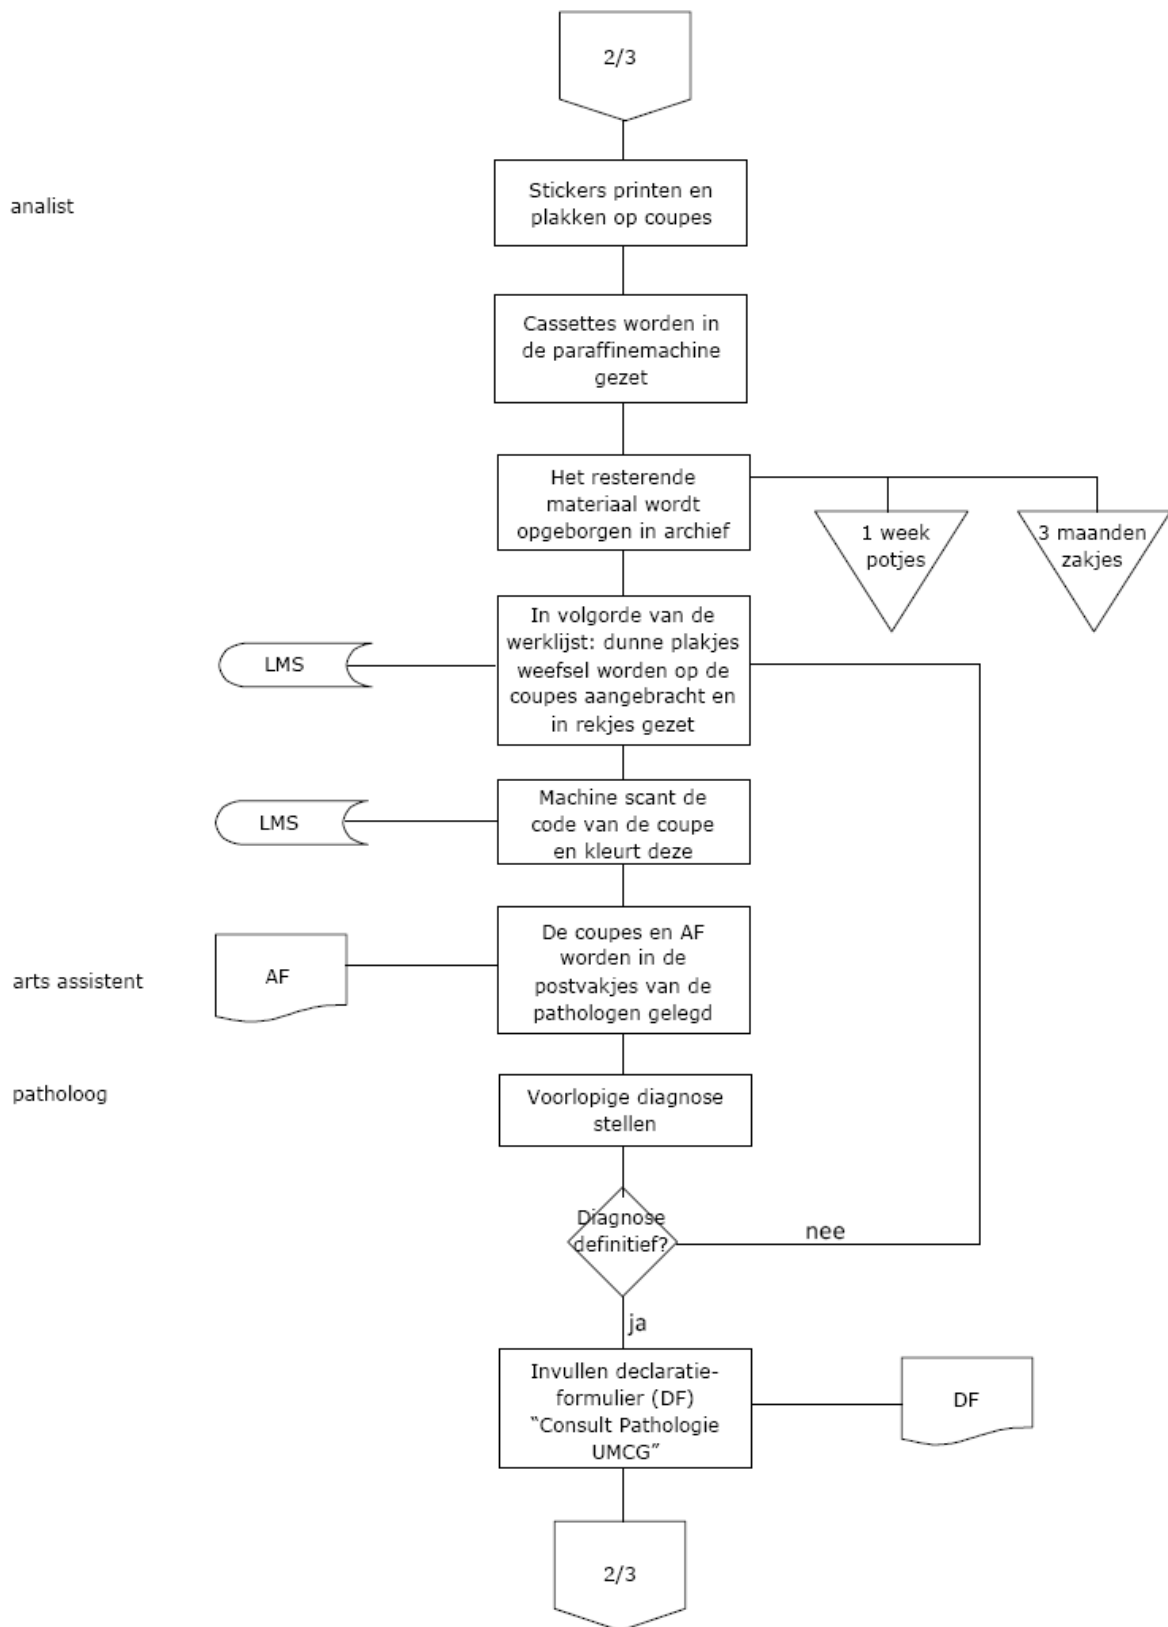 2/3
analist
Stickers printen en
plakken op coupes
Cassettes worden in
de paraffinemachine
gezet
Het resterende
materiaal wordt
opgeborgen in archief
1 week
potjes
3 maanden
zakjes
In volgorde van de
werklijst: dunne plakjes
weefsel worden op de
coupes aangebracht en
in rekjes gezet
LMS
Machine scant de
code van de coupe
en kleurt deze
LMS
arts assistent
AF
De coupes en AF
worden in de
postvakjes van de
pathologen gelegd
patholoog
Voorlopige diagnose
stellen
Diagnose
definitief?
nee
ja
Invullen declaratie-
formulier (DF)
“Consult Pathologie
UMCG”
DF
2/3